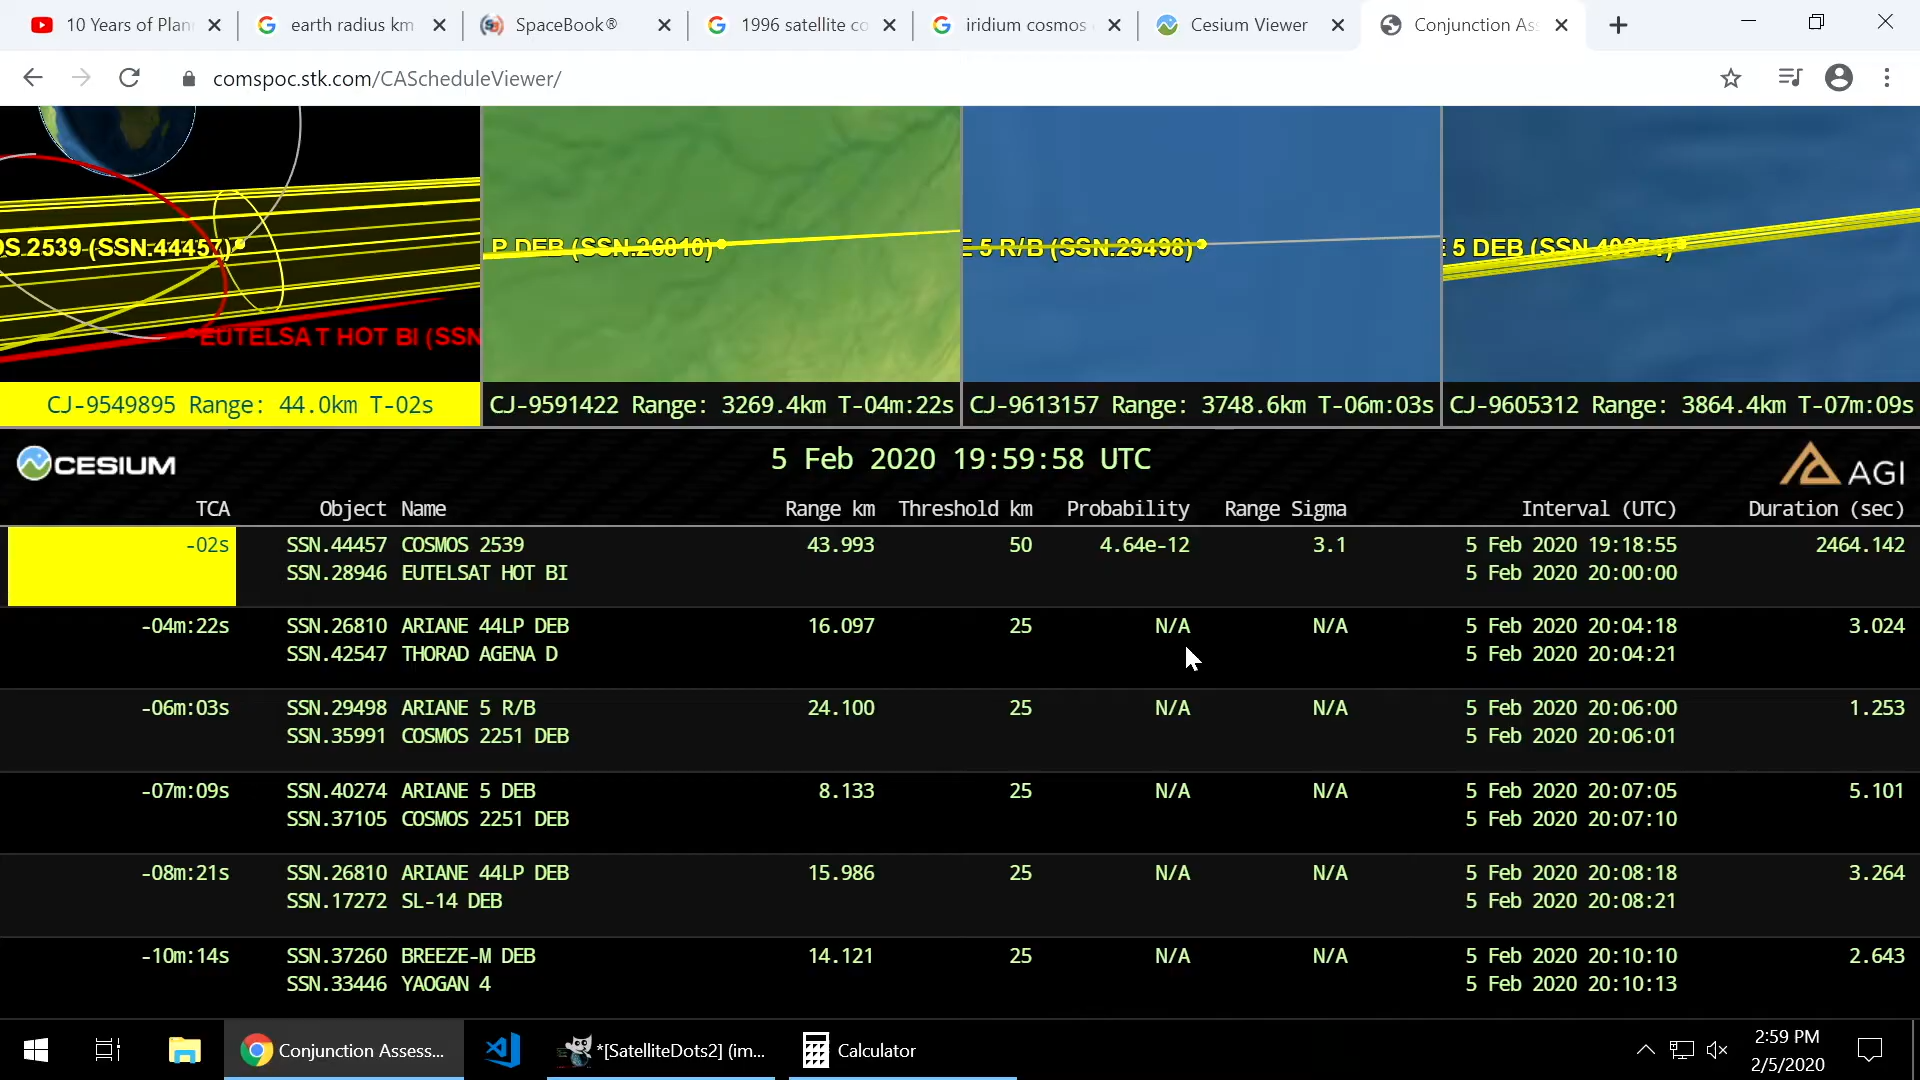 10 Years of Plan
earth radius km
SpaceBook®
1996 satellite co
iridium cosmos
Cesium Viewer
Conjunction As
comspoc.stk.com/CAScheduleViewer/
OS 2539 (SSN.44457)
P DEB (SSN.26810)
E 5 R/B (SSN.29498)
E 5 DEB (SSN.40274)
EUTELSAT HOT BI (SSN
CJ-9549895 Range: 44.0km T-02s
CJ-9591422 Range: 3269.4km T-04m:22s
CJ-9613157 Range: 3748.6km T-06m:03s
CJ-9605312 Range: 3864.4km T-07m:09s
CESIUM
5 Feb 2020 19:59:58 UTC
AGI
TCA Object Name Range km Threshold km Probability Range Sigma Interval (UTC) Duration (sec)
-02s SSN.44457 COSMOS 2539 43.993 50 4.64e-12 3.1 5 Feb 2020 19:18:55 2464.142
SSN.28946 EUTELSAT HOT BI 5 Feb 2020 20:00:00
-04m:22s SSN.26810 ARIANE 44LP DEB 16.097 25 N/A N/A 5 Feb 2020 20:04:18 3.024
SSN.42547 THORAD AGENA D 5 Feb 2020 20:04:21
-06m:03s SSN.29498 ARIANE 5 R/B 24.100 25 N/A N/A 5 Feb 2020 20:06:00 1.253
SSN.35991 COSMOS 2251 DEB 5 Feb 2020 20:06:01
-07m:09s SSN.40274 ARIANE 5 DEB 8.133 25 N/A N/A 5 Feb 2020 20:07:05 5.101
SSN.37105 COSMOS 2251 DEB 5 Feb 2020 20:07:10
-08m:21s SSN.26810 ARIANE 44LP DEB 15.986 25 N/A N/A 5 Feb 2020 20:08:18 3.264
SSN.17272 SL-14 DEB 5 Feb 2020 20:08:21
-10m:14s SSN.37260 BREEZE-M DEB 14.121 25 N/A N/A 5 Feb 2020 20:10:10 2.643
SSN.33446 YAOGAN 4 5 Feb 2020 20:10:13
Conjunction Assess...
*[SatelliteDots2] (im...
Calculator
2:59 PM
2/5/2020